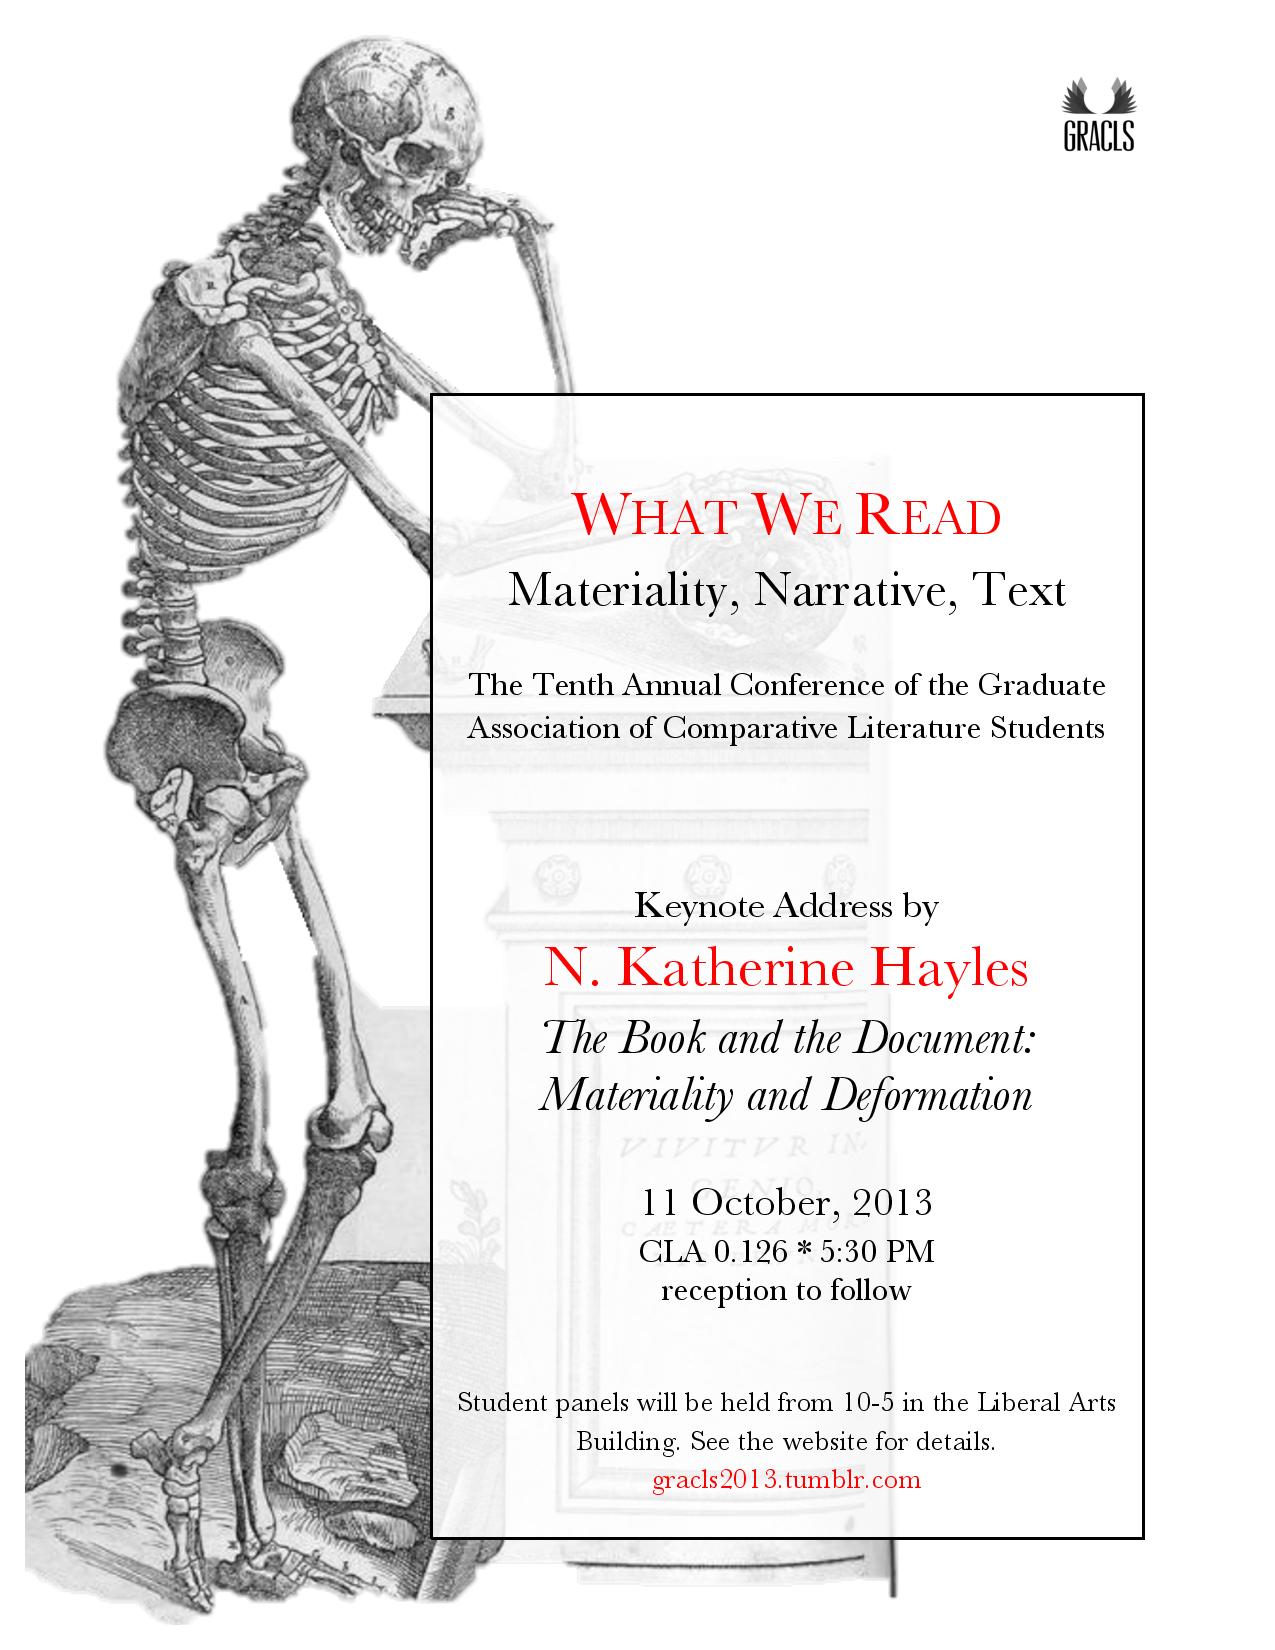 GRACLS
WHAT WE READ
Materiality, Narrative, Text
The Tenth Annual Conference of the Graduate
Association of Comparative Literature Students
Keynote Address by
N. Katherine Hayles
The Book and the Document:
Materiality and Deformation
VIVITVR IN
GENIO,
CÆTERA MOR
11 October, 2013
CLA 0.126 * 5:30 PM
reception to follow
Student panels will be held from 10-5 in the Liberal Arts
Building. See the website for details.
gracls2013.tumblr.com